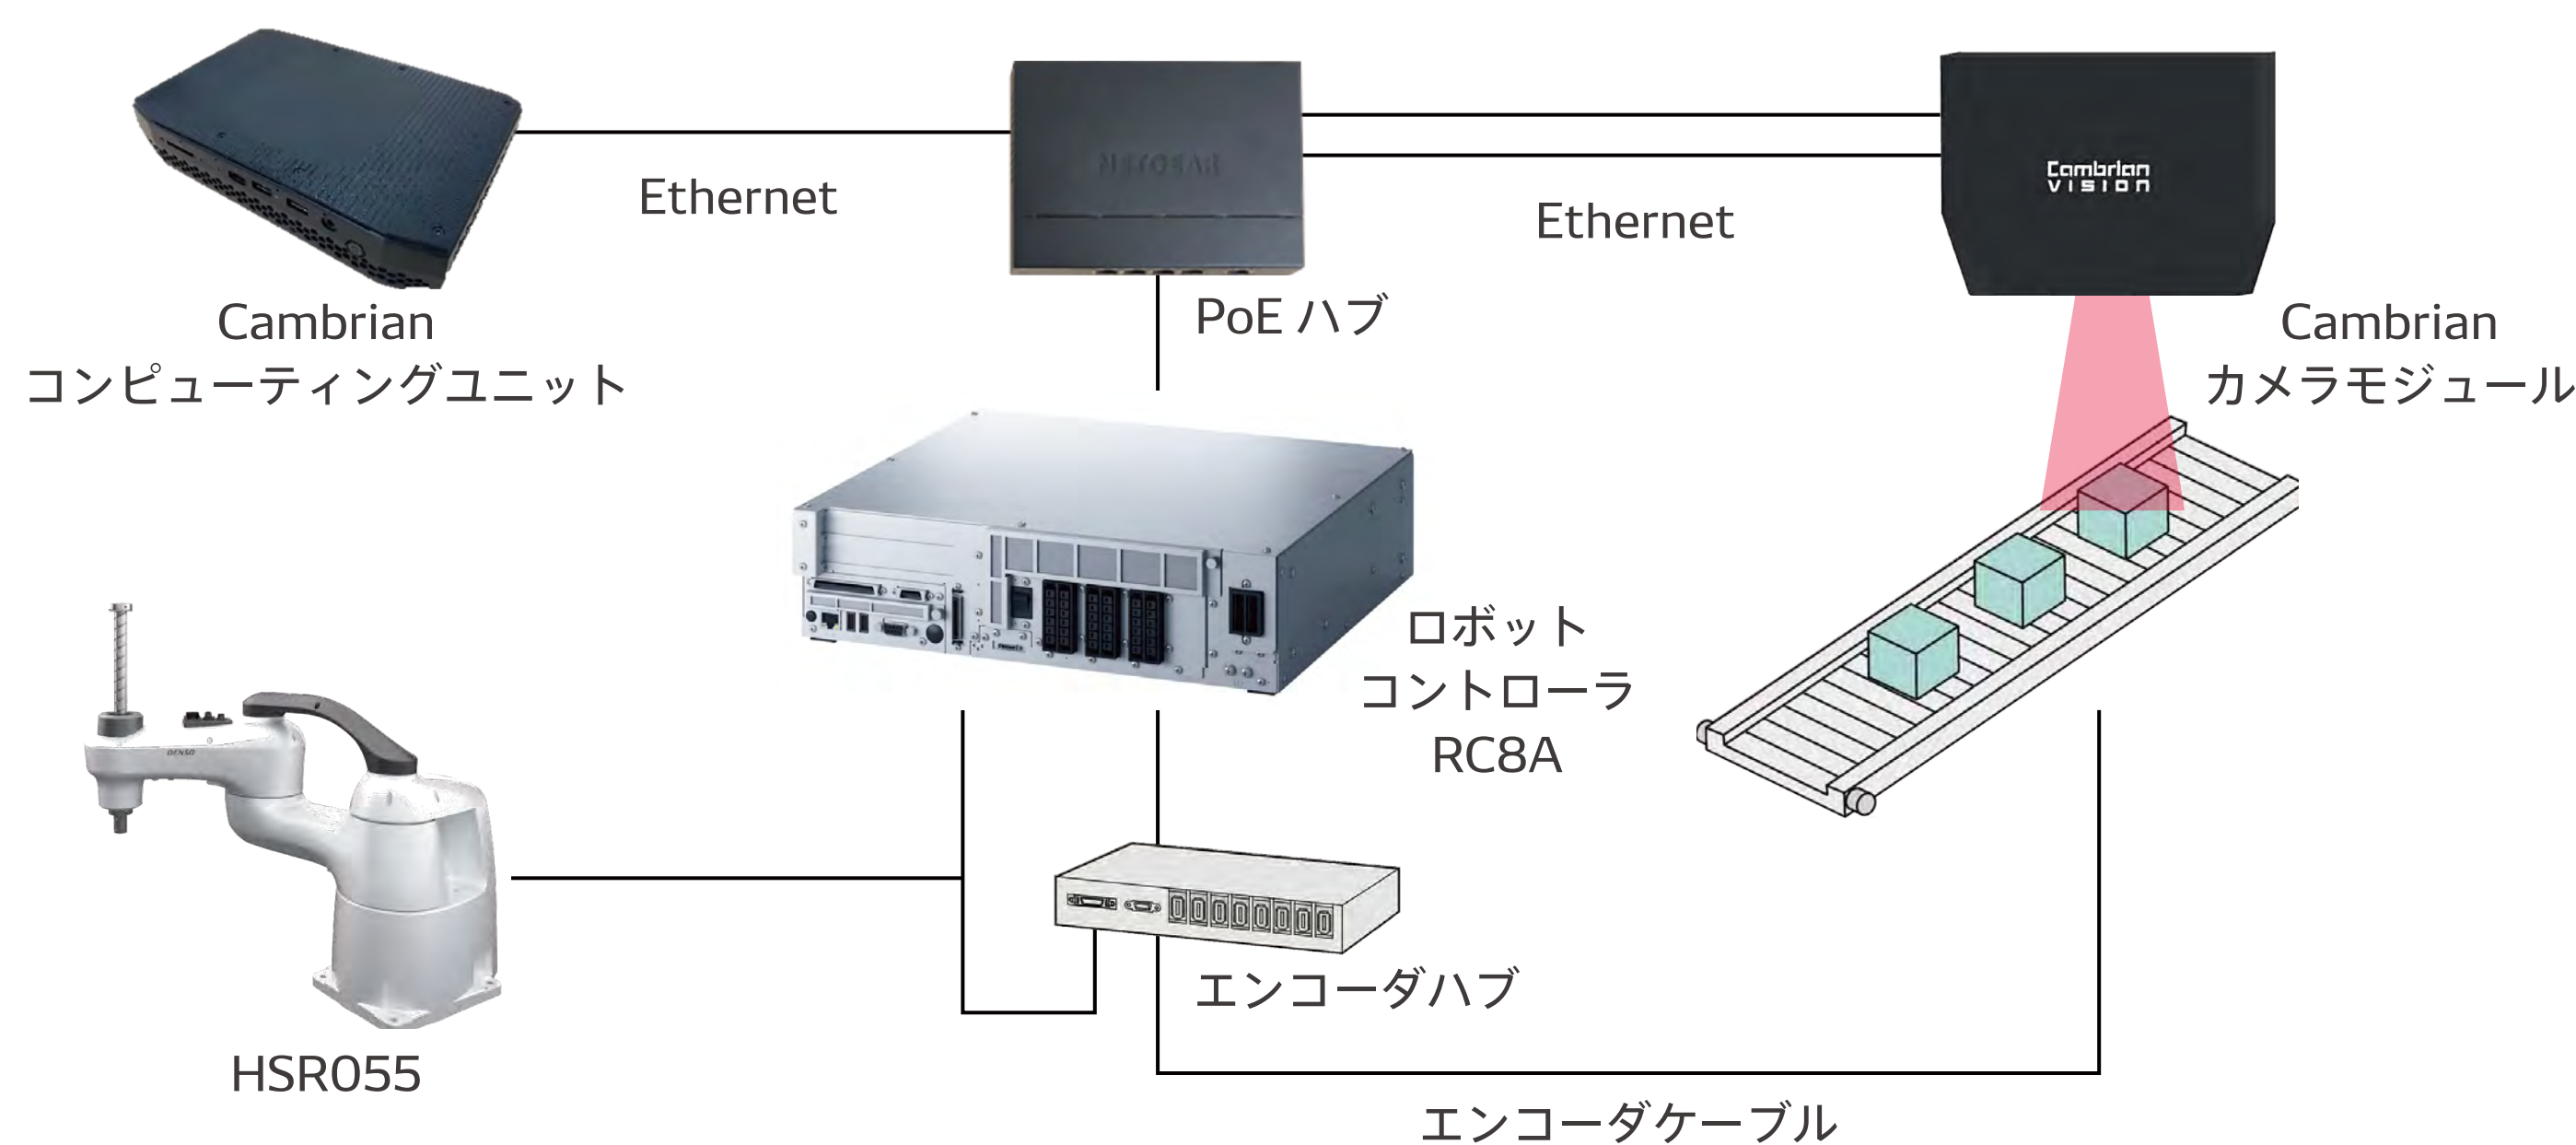 NETGEAR
Cambrian
VISION
Ethernet
Ethernet
PoE ハブ
Cambrian
コンピューティングユニット
Cambrian
カメラモジュール
ロボット
コントローラ
RC8A
DENSO
エンコーダハブ
HSR055
エンコーダケーブル